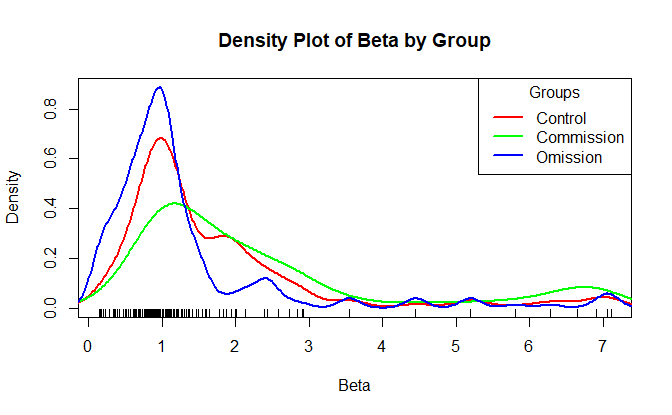 Density Plot of Beta by Group
Groups
Control
Commission
Omission
Density
0.0 0.2 0.4 0.6 0.8
0 1 2 3 4 5 6 7
Beta